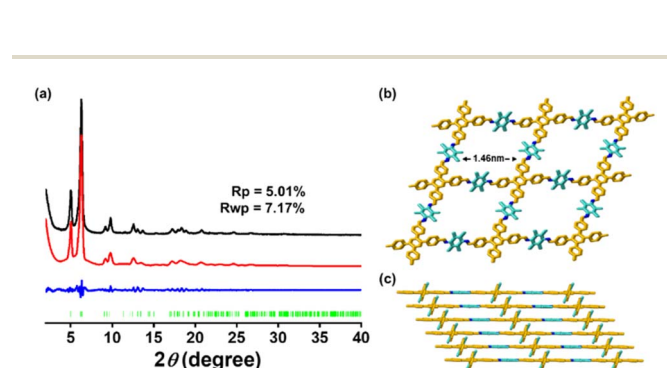 (a)
Rp = 5.01%
Rwp = 7.17%
5 10 15 20 25 30 35 40
2θ(degree)
(b)
1.46nm
(c)